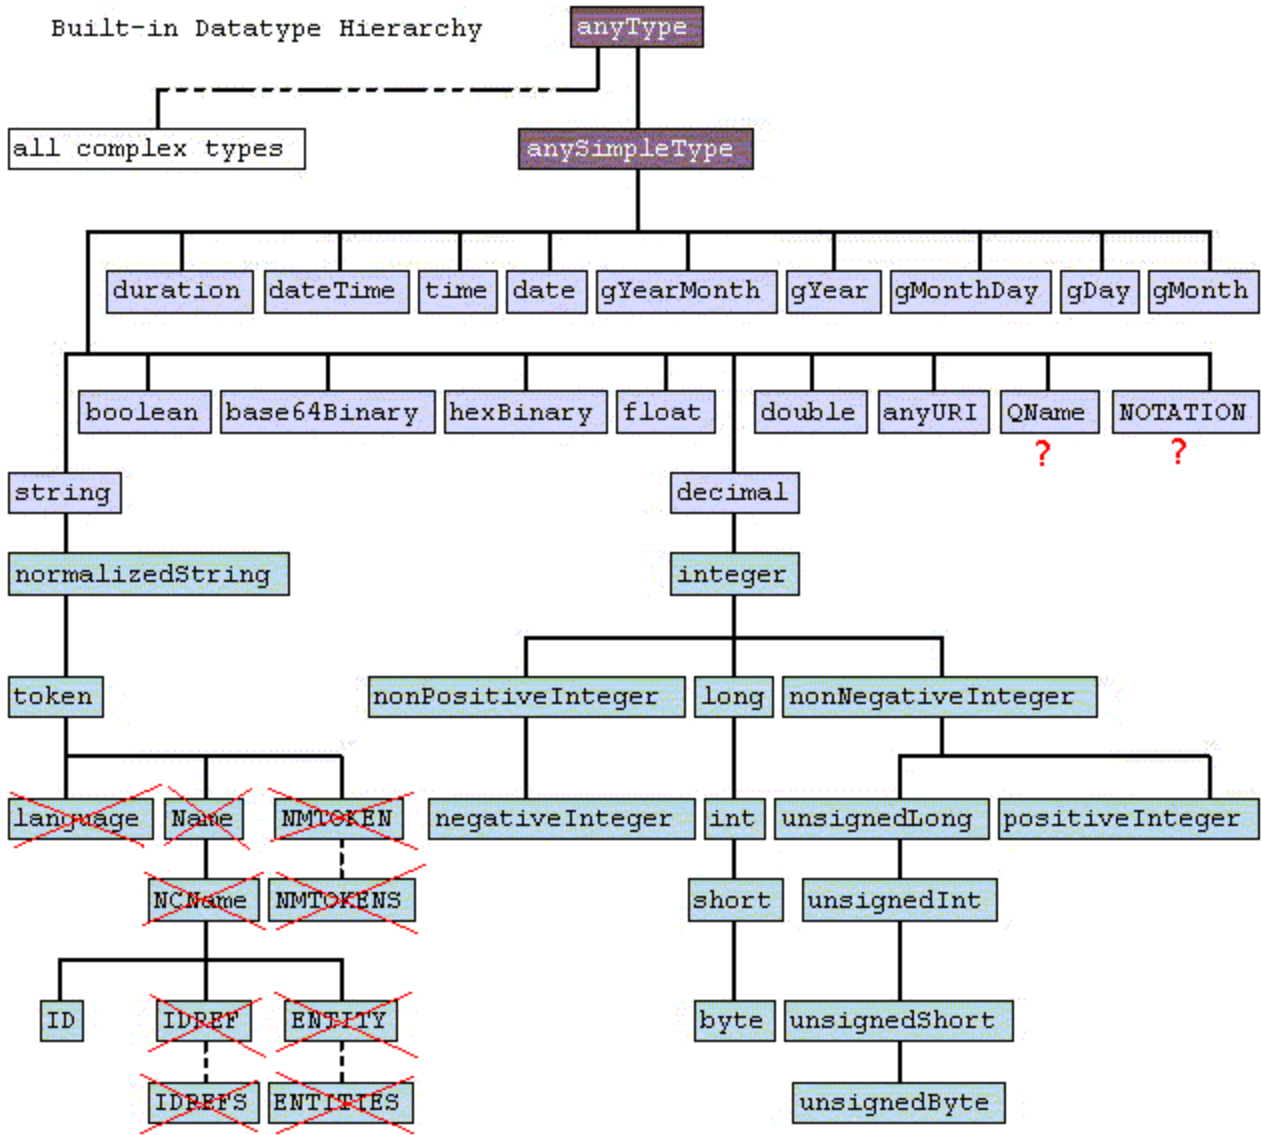 Built-in Datatype Hierarchy
anyType
all complex types
anySimpleType
duration
dateTime
time
date
gYearMonth
gYear
gMonthDay
gDay
gMonth
boolean
base64Binary
hexBinary
float
double
anyURI
QName
NOTATION
?
?
string
decimal
normalizedString
integer
token
nonPositiveInteger
long
nonNegativeInteger
language
Name
NMTOKEN
negativeInteger
int
unsignedLong
positiveInteger
NCName
NMTOKENS
short
unsignedInt
ID
IDREF
ENTITY
byte
unsignedShort
IDREFS
ENTITIES
unsignedByte